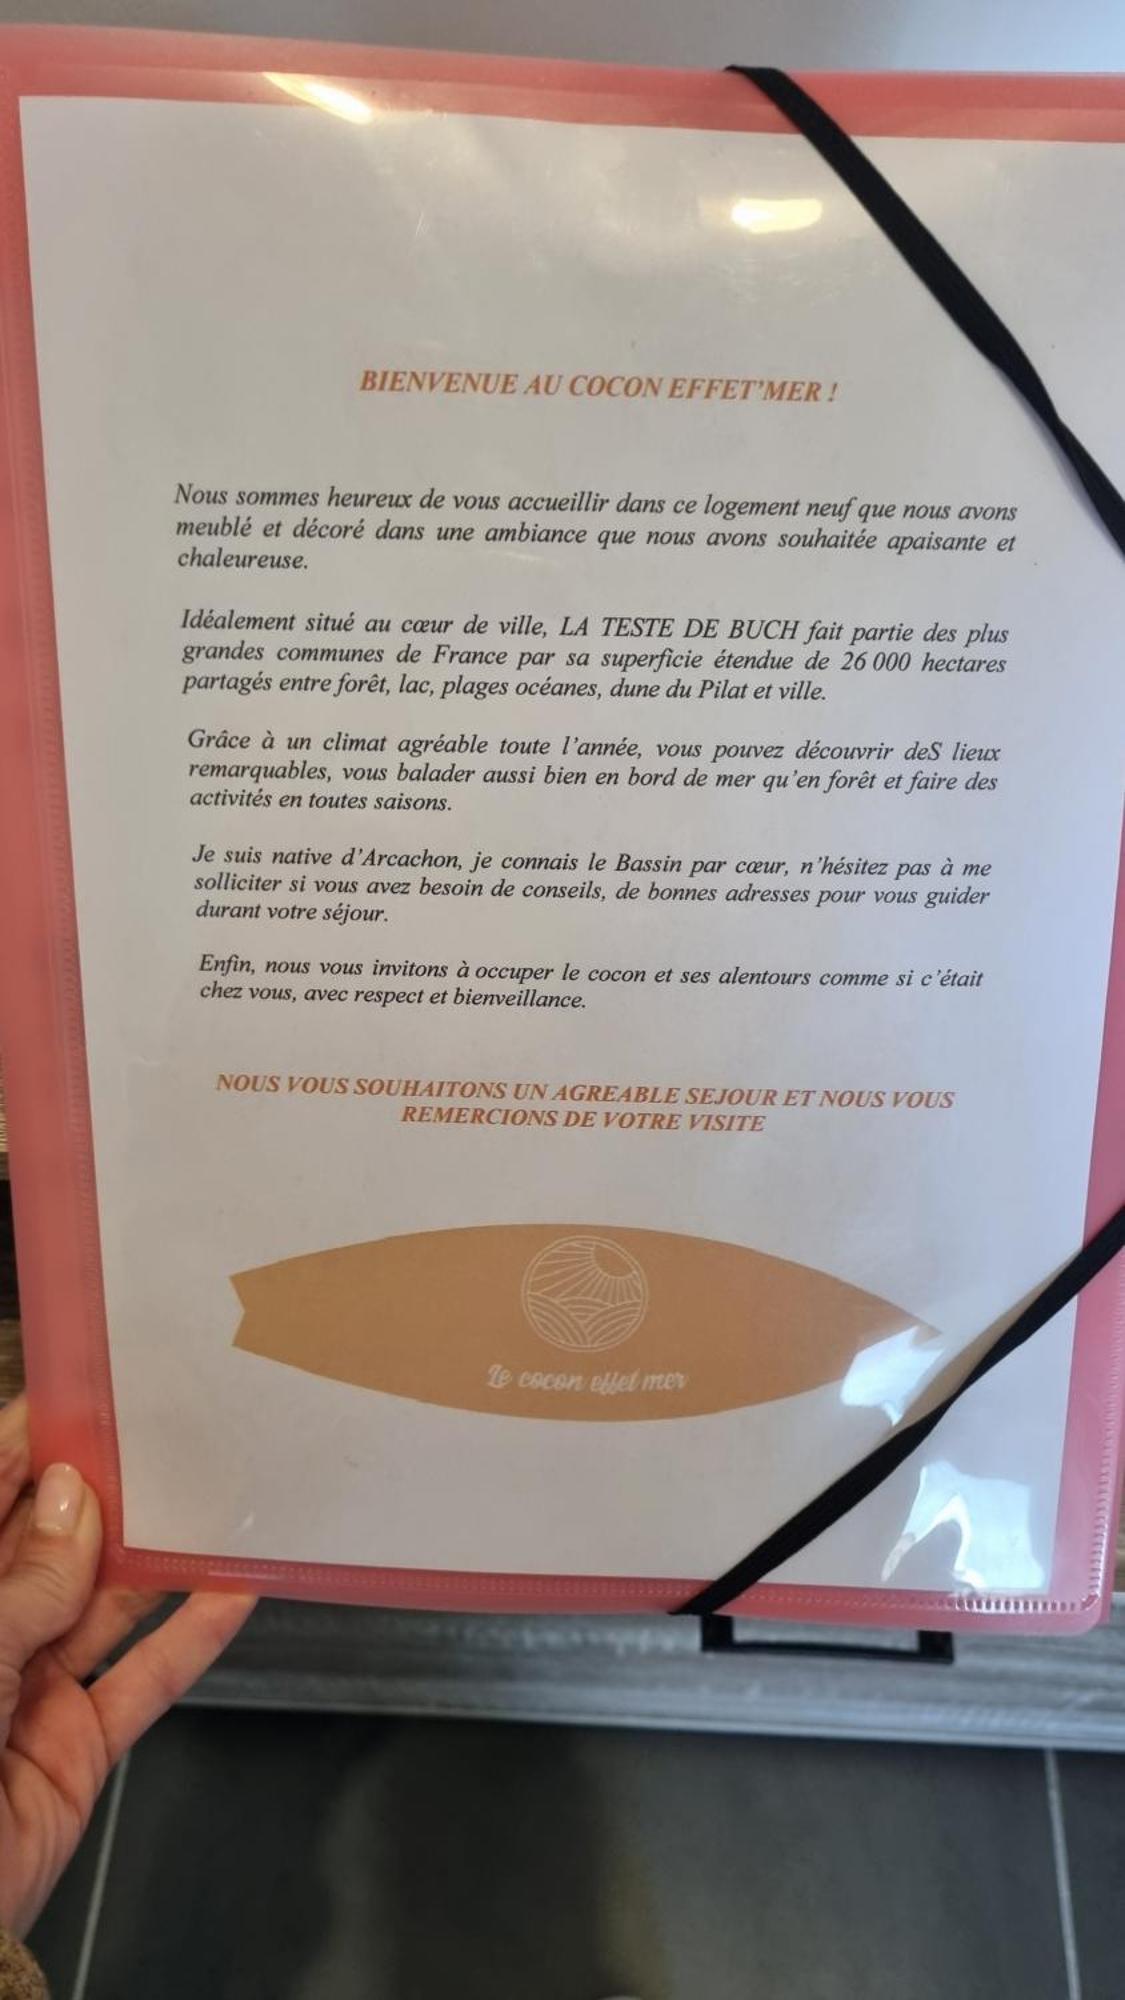 BIENVENUE AU COCON EFFET’MER !
Nous sommes heureux de vous accueillir dans ce logement neuf que nous avons
meublé et décoré dans une ambiance que nous avons souhaitée apaisante et
chaleureuse.
Idéalement situé au cœur de ville, LA TESTE DE BUCH fait partie des plus
grandes communes de France par sa superficie étendue de 26 000 hectares
partagés entre forêt, lac, plages océanes, dune du Pilat et ville.
Grâce à un climat agréable toute l’année, vous pouvez découvrir deS lieux
remarquables, vous balader aussi bien en bord de mer qu’en forêt et faire des
activités en toutes saisons.
Je suis native d’Arcachon, je connais le Bassin par cœur, n’hésitez pas à me
solliciter si vous avez besoin de conseils, de bonnes adresses pour vous guider
durant votre séjour.
Enfin, nous vous invitons à occuper le cocon et ses alentours comme si c’était
chez vous, avec respect et bienveillance.
NOUS VOUS SOUHAITONS UN AGREABLE SEJOUR ET NOUS VOUS
REMERCIONS DE VOTRE VISITE
Le cocon effet mer